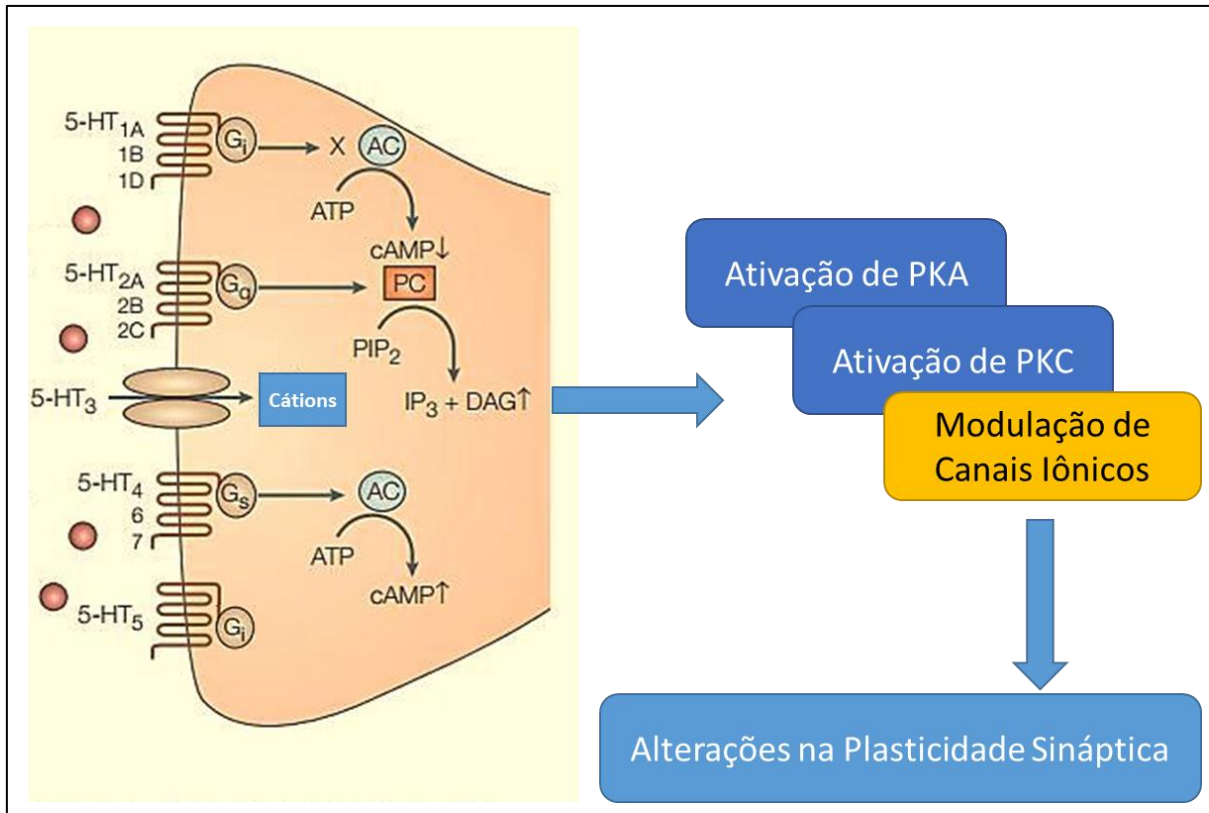 5-HT1A
1B
1D
Gi
X
AC
ATP
cAMP↓
5-HT2A
2B
2C
Gq
PC
PIP2
IP3 + DAG↑
5-HT3
Cátions
5-HT4
6
7
Gs
AC
ATP
cAMP↑
5-HT5
Gi
Ativação de PKA
Ativação de PKC
Modulação de
Canais Iônicos
Alterações na Plasticidade Sináptica